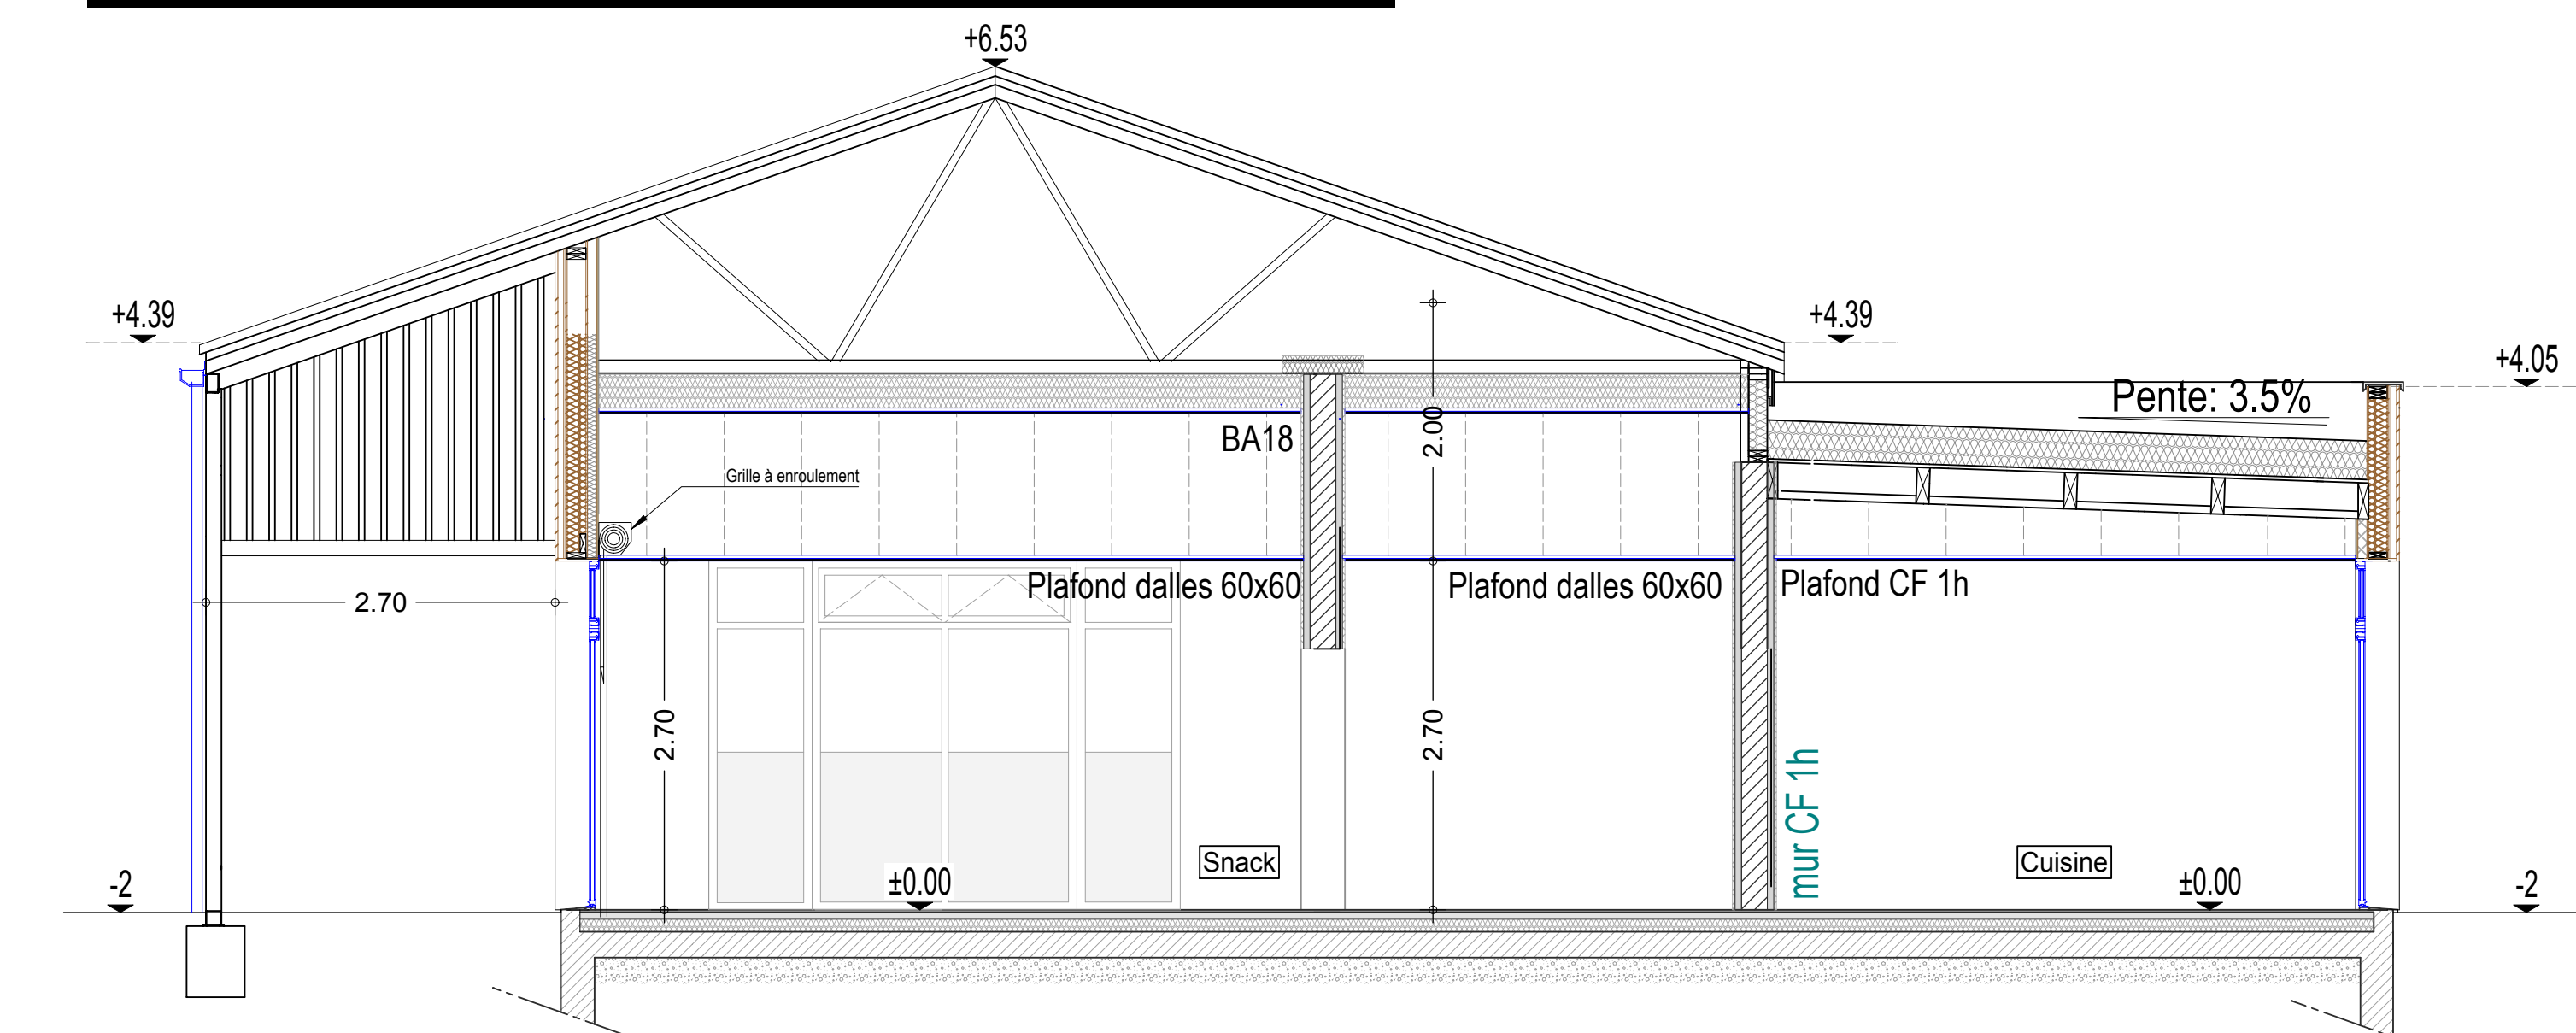 +6.53
+4.39
+4.39
+4.05
Pente: 3.5%
BA18
2.00
Grille à enroulement
Plafond dalles 60x60
Plafond dalles 60x60
Plafond CF 1h
2.70
2.70
2.70
mur CF 1h
Snack
Cuisine
-2
±0.00
±0.00
-2